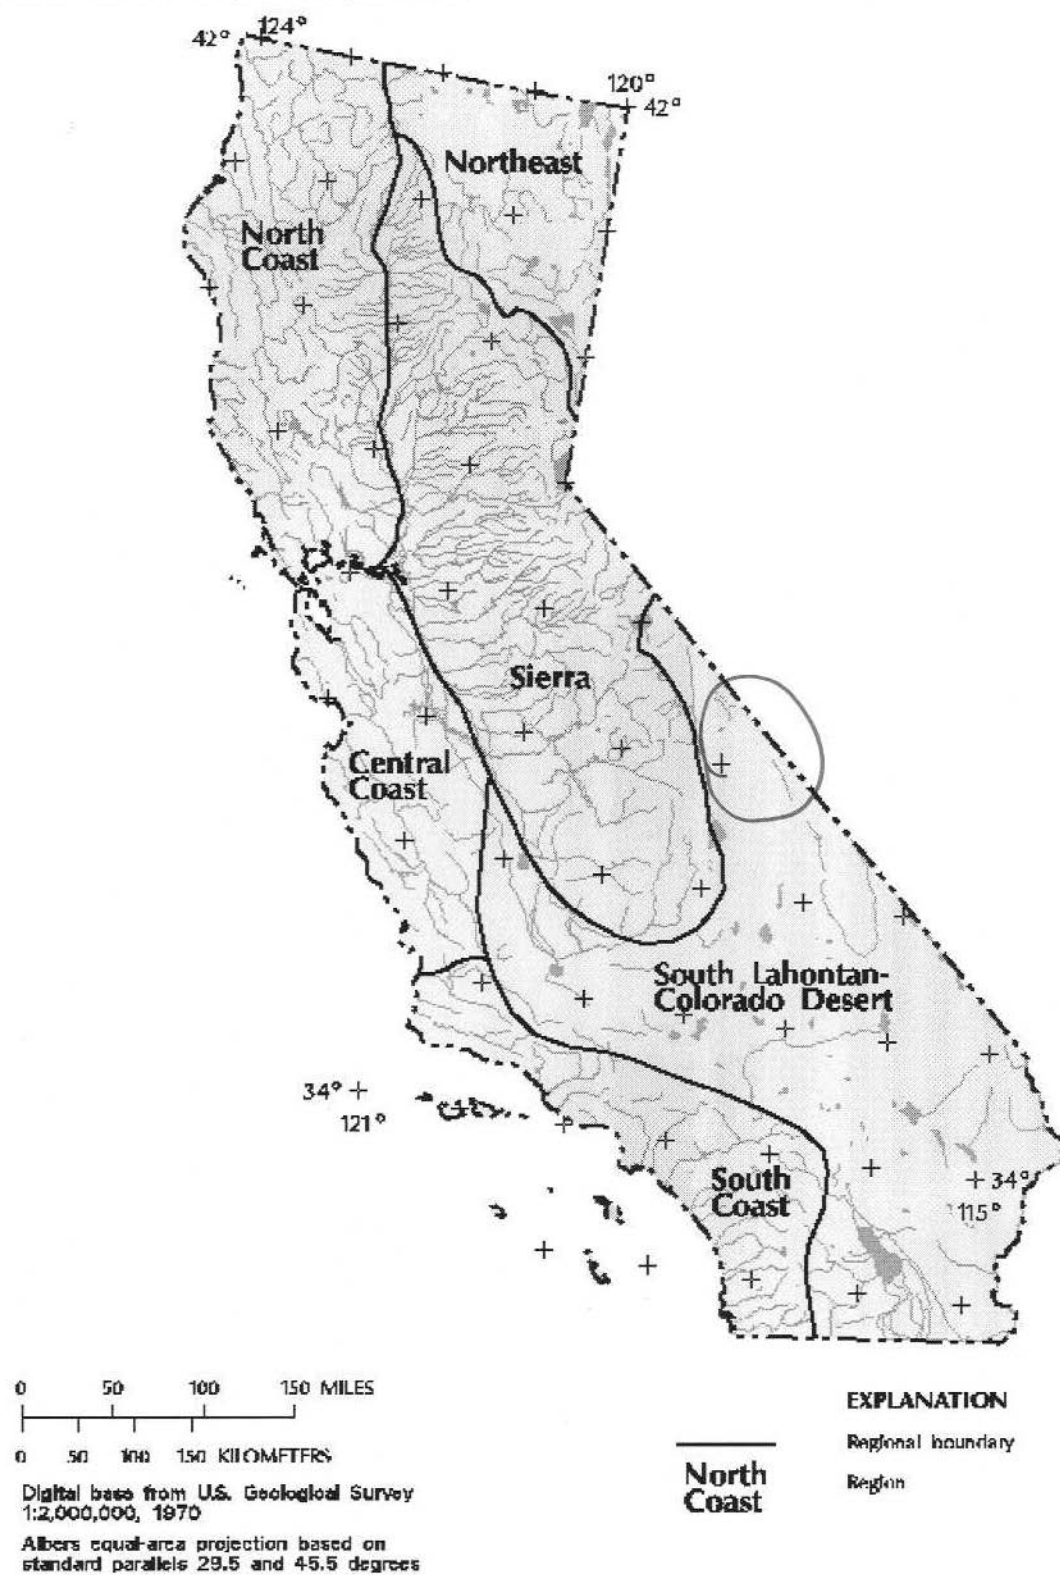 42° 124°
120°
42°
Northeast
North
Coast
Sierra
Central
Coast
South Lahontan-
Colorado Desert
34°
121°
South
Coast
34°
115°
0 50 100 150 MILES
0 50 100 150 KILOMETERS
Digital base from U.S. Geological Survey
1:2,000,000, 1970
Albers equal-area projection based on
standard parallels 29.5 and 45.5 degrees
EXPLANATION
Regional boundary
North
Coast
Region